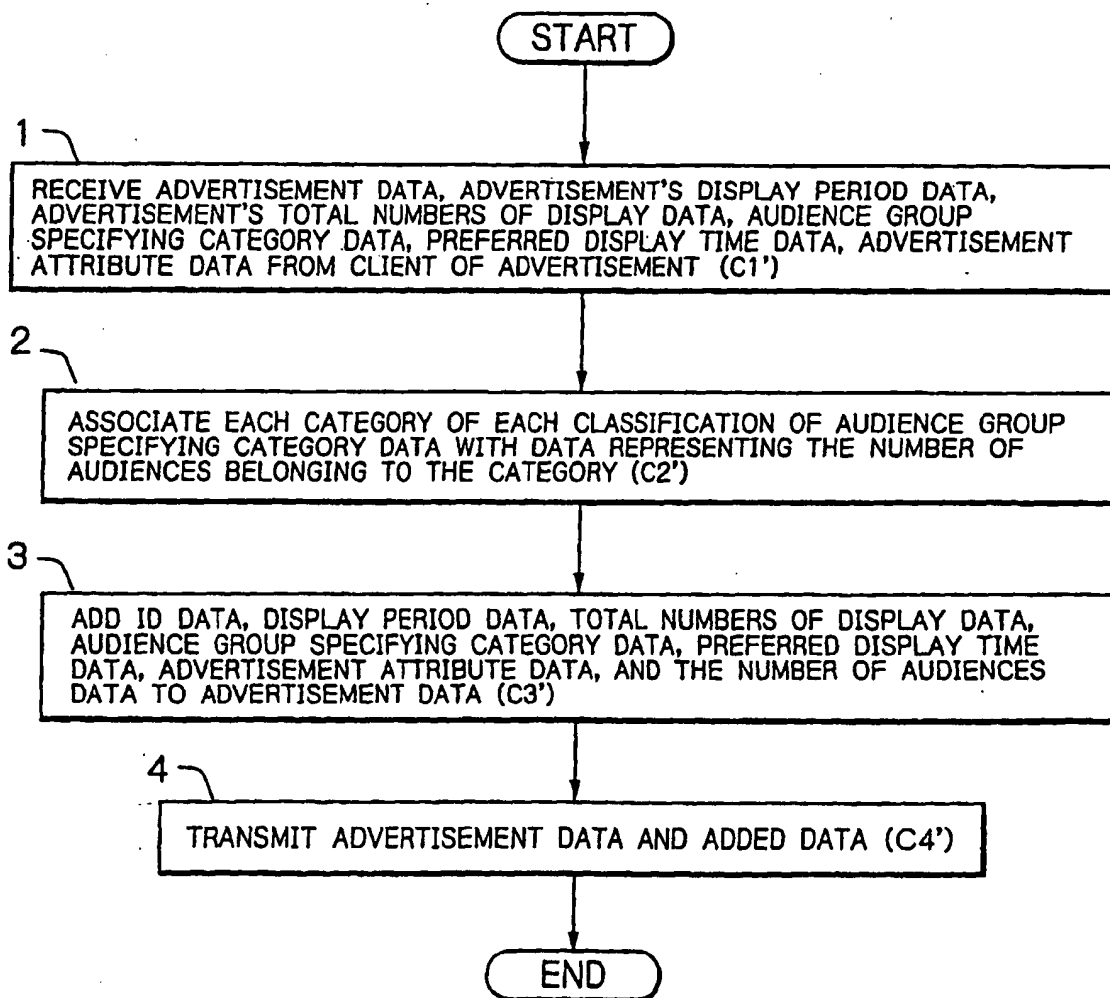 START
1
RECEIVE ADVERTISEMENT DATA, ADVERTISEMENT'S DISPLAY PERIOD DATA,
ADVERTISEMENT'S TOTAL NUMBERS OF DISPLAY DATA, AUDIENCE GROUP
SPECIFYING CATEGORY DATA, PREFERRED DISPLAY TIME DATA, ADVERTISEMENT
ATTRIBUTE DATA FROM CLIENT OF ADVERTISEMENT (C1')
2
ASSOCIATE EACH CATEGORY OF EACH CLASSIFICATION OF AUDIENCE GROUP
SPECIFYING CATEGORY DATA WITH DATA REPRESENTING THE NUMBER OF
AUDIENCES BELONGING TO THE CATEGORY (C2')
3
ADD ID DATA, DISPLAY PERIOD DATA, TOTAL NUMBERS OF DISPLAY DATA,
AUDIENCE GROUP SPECIFYING CATEGORY DATA, PREFERRED DISPLAY TIME
DATA, ADVERTISEMENT ATTRIBUTE DATA, AND THE NUMBER OF AUDIENCES
DATA TO ADVERTISEMENT DATA (C3')
4
TRANSMIT ADVERTISEMENT DATA AND ADDED DATA (C4')
END